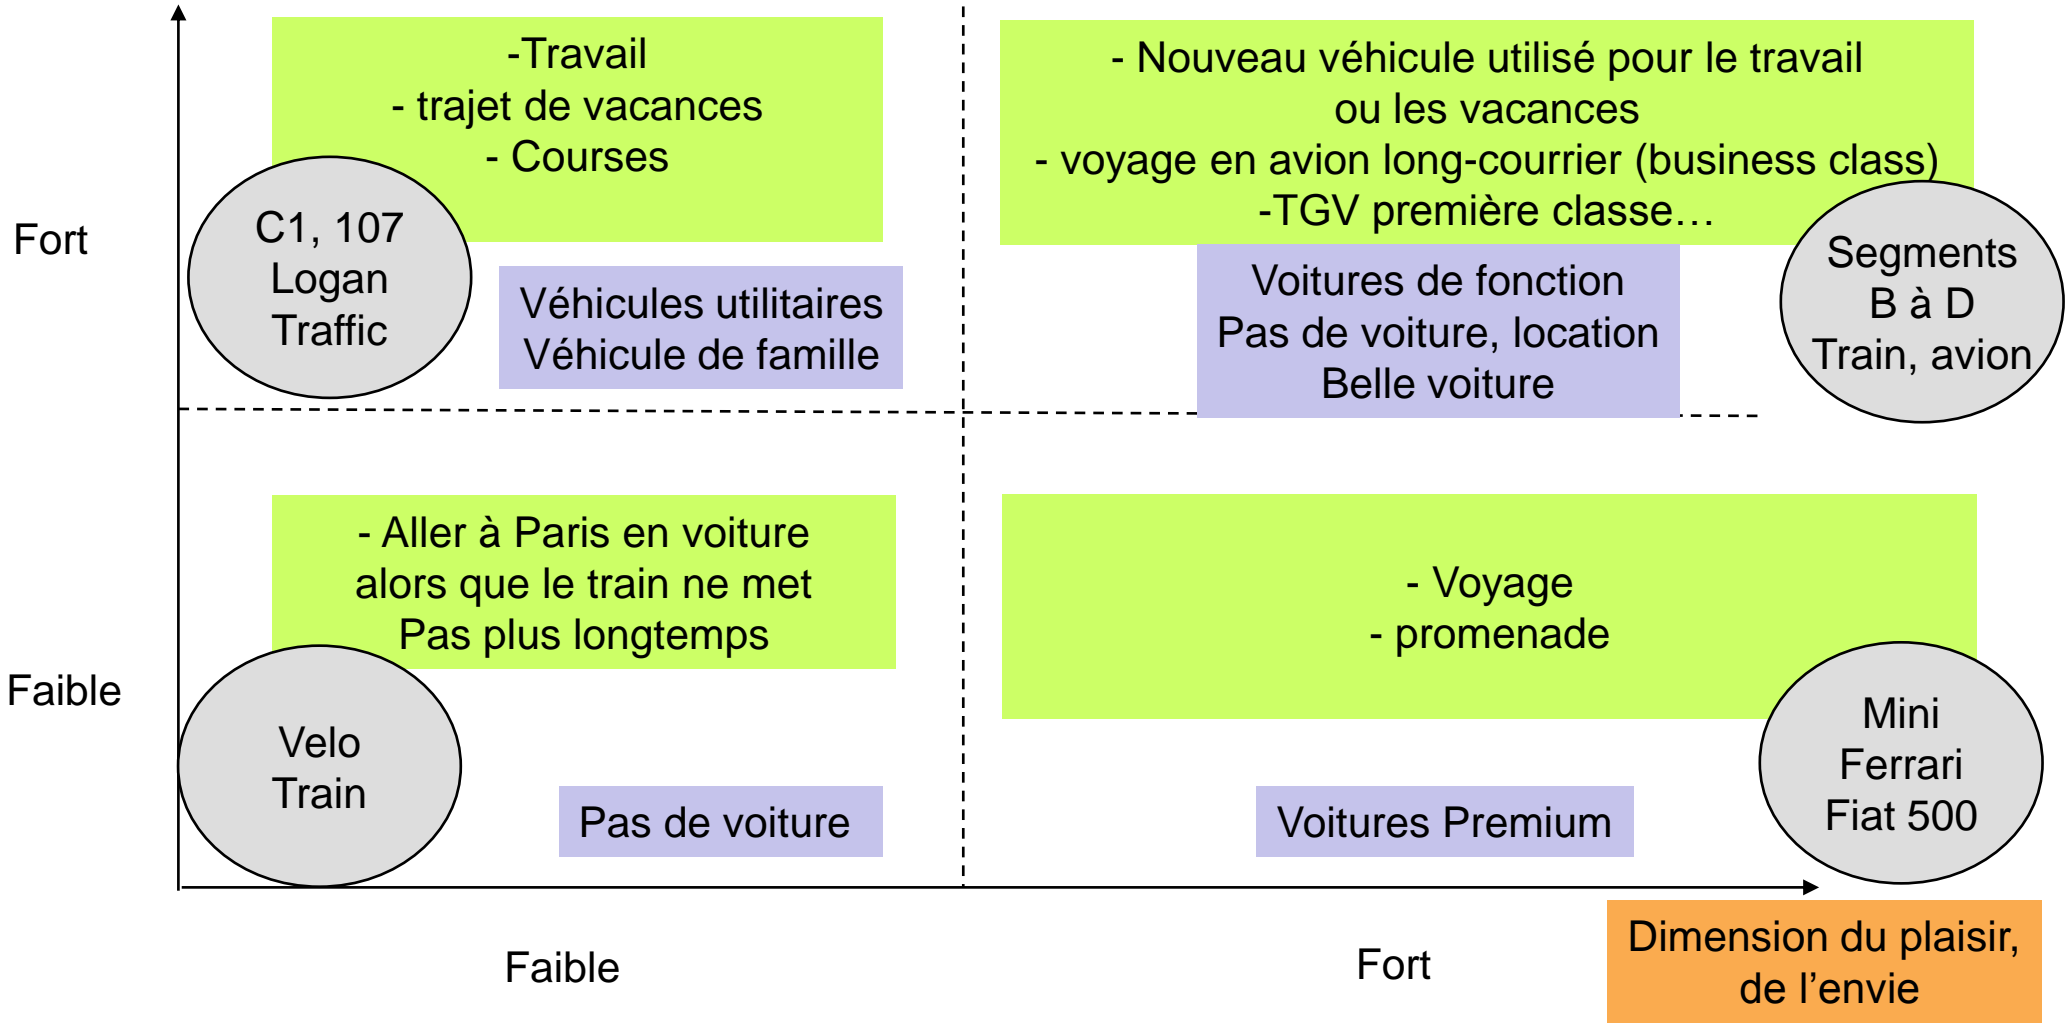 -Travail
- trajet de vacances
- Courses
- Nouveau véhicule utilisé pour le travail
ou les vacances
- voyage en avion long-courrier (business class)
-TGV première classe…
Fort
C1, 107
Logan
Traffic
Véhicules utilitaires
Véhicule de famille
Voitures de fonction
Pas de voiture, location
Belle voiture
Segments
B à D
Train, avion
- Aller à Paris en voiture
alors que le train ne met
Pas plus longtemps
- Voyage
- promenade
Faible
Velo
Train
Pas de voiture
Voitures Premium
Mini
Ferrari
Fiat 500
Faible
Fort
Dimension du plaisir,
de l’envie